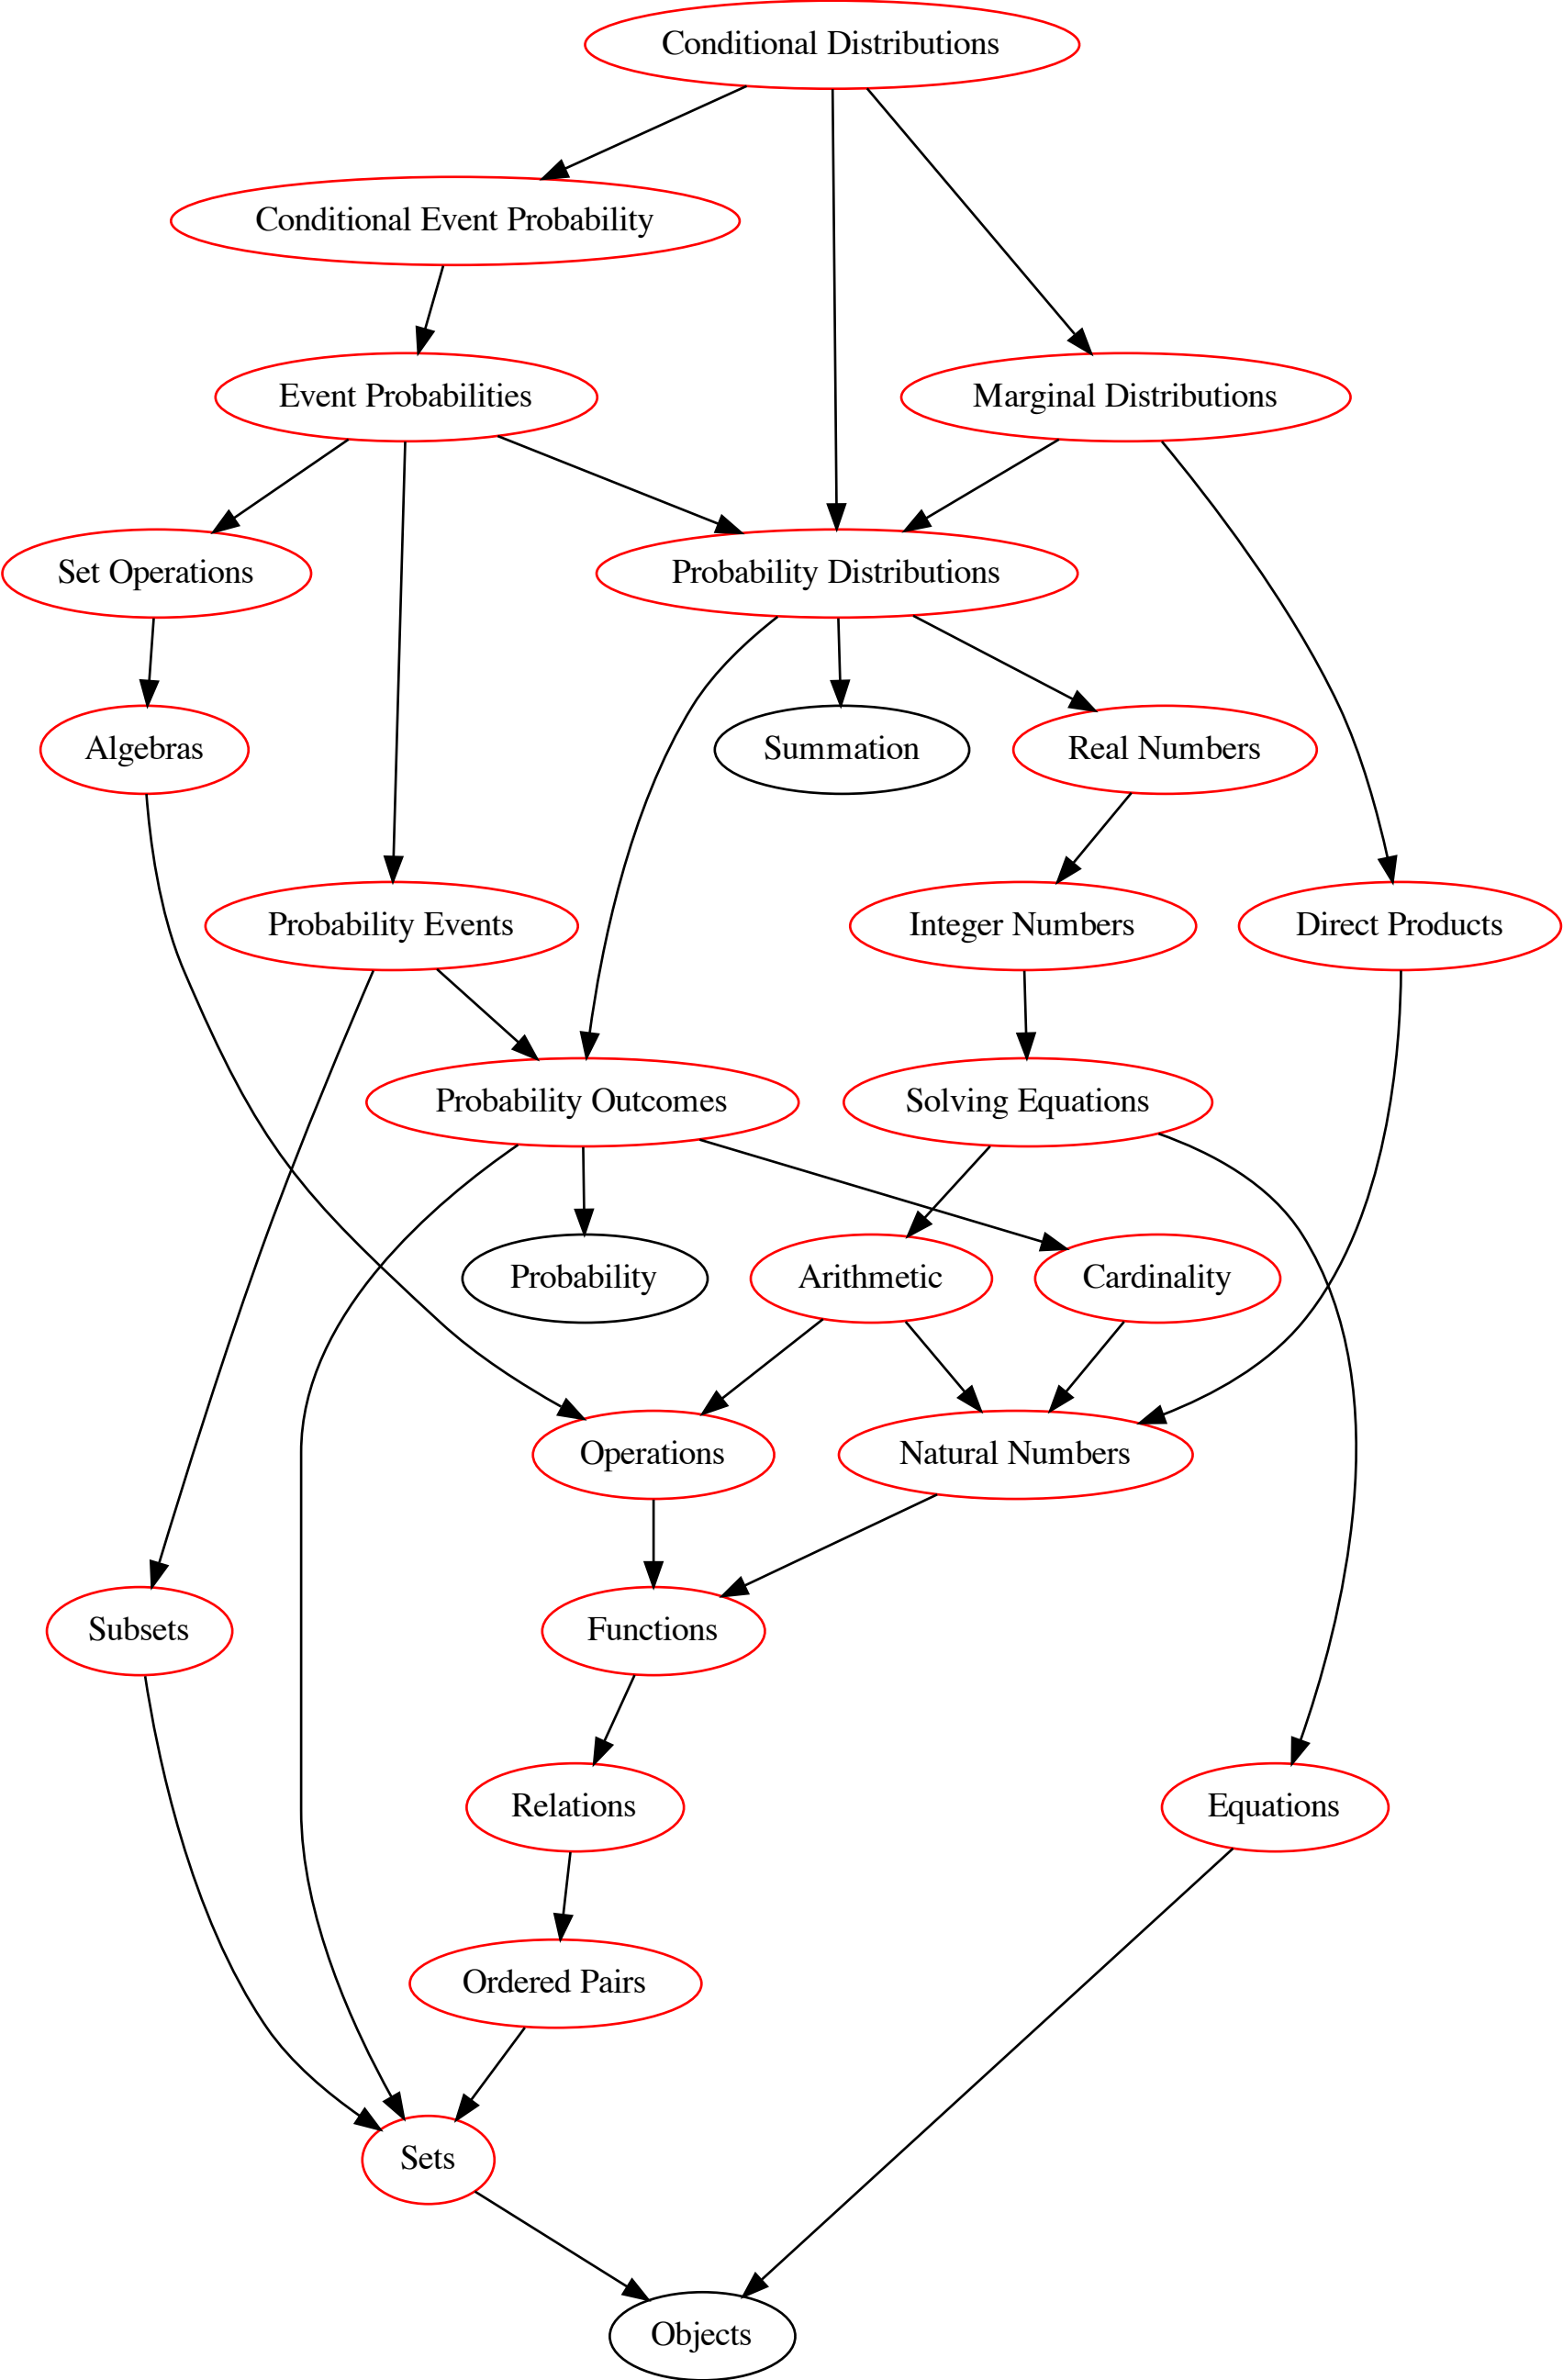 Conditional Distributions
Conditional Event Probability
Event Probabilities
Marginal Distributions
Set Operations
Probability Distributions
Algebras
Summation
Real Numbers
Probability Events
Integer Numbers
Direct Products
Probability Outcomes
Solving Equations
Probability
Arithmetic
Cardinality
Operations
Natural Numbers
Subsets
Functions
Relations
Equations
Ordered Pairs
Sets
Objects